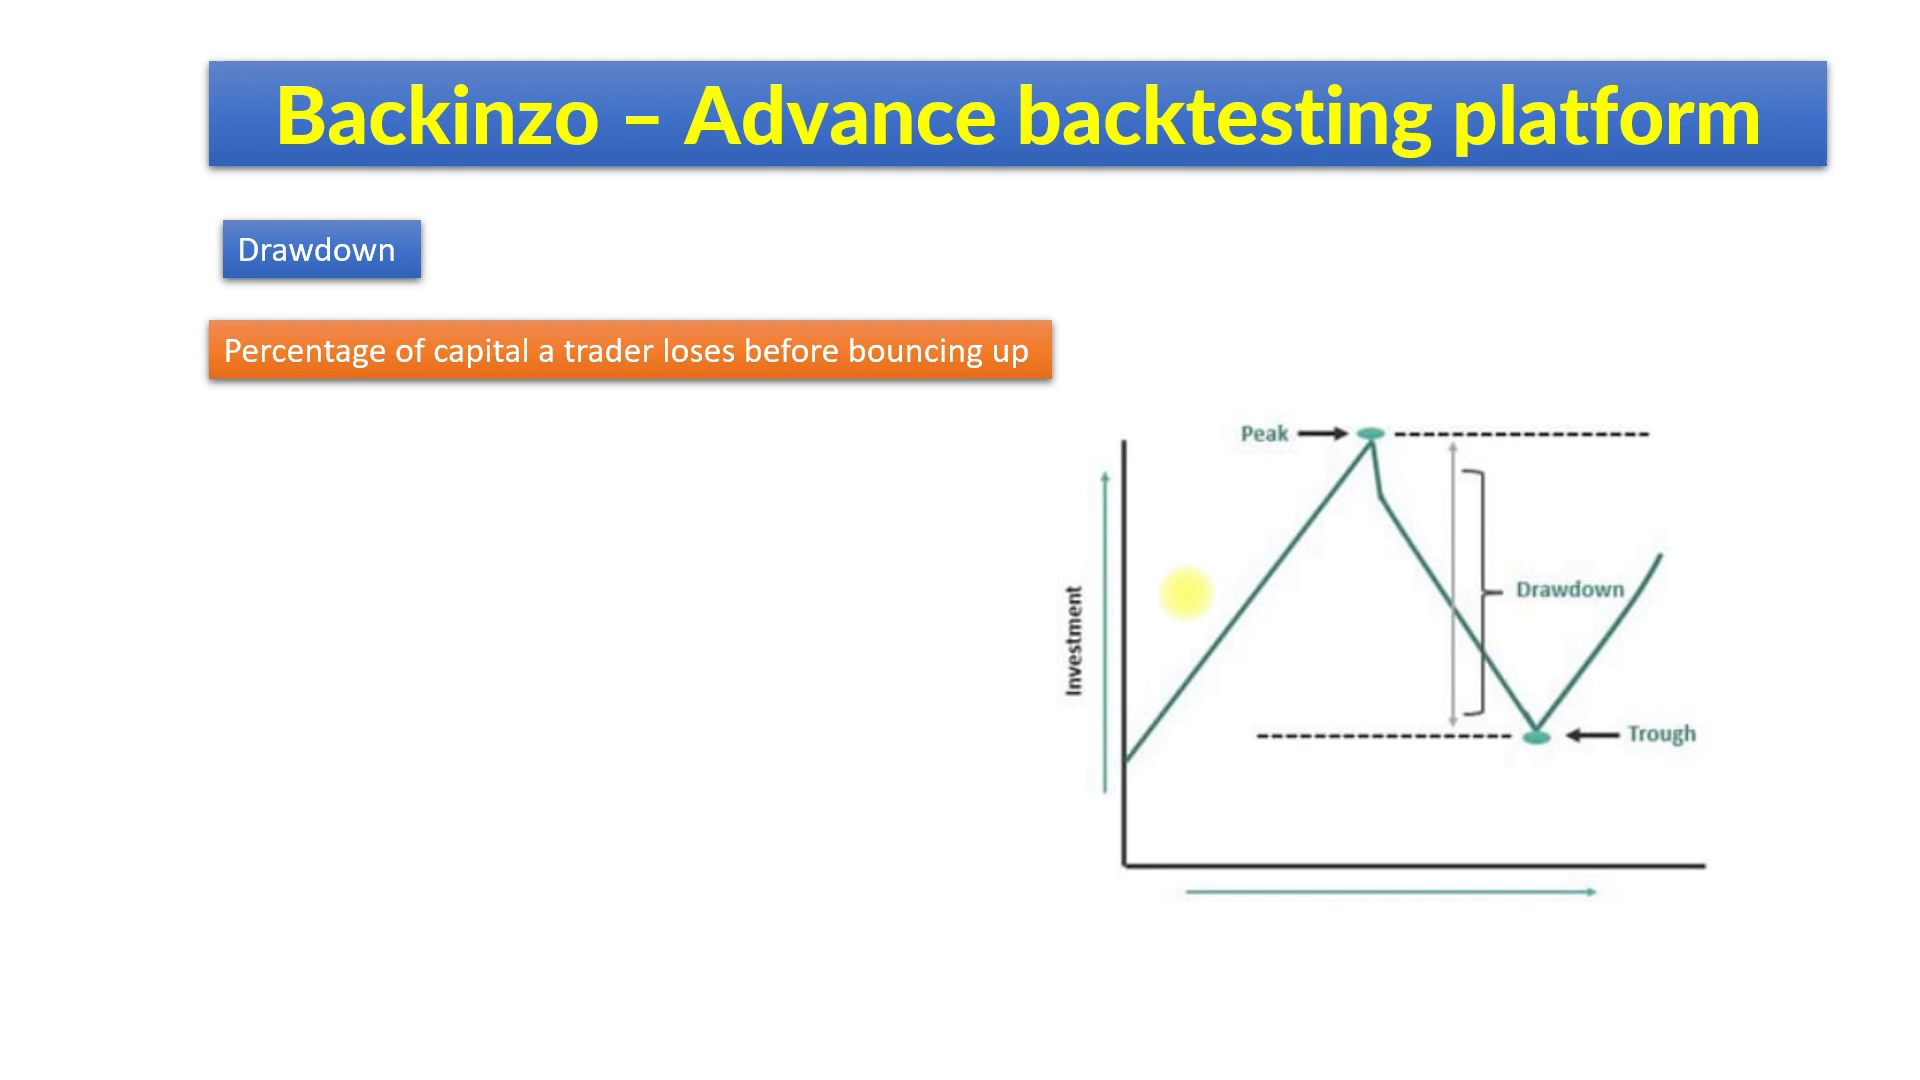 Backinzo – Advance backtesting platform
Drawdown
Percentage of capital a trader loses before bouncing up
Peak
Investment
Drawdown
Trough